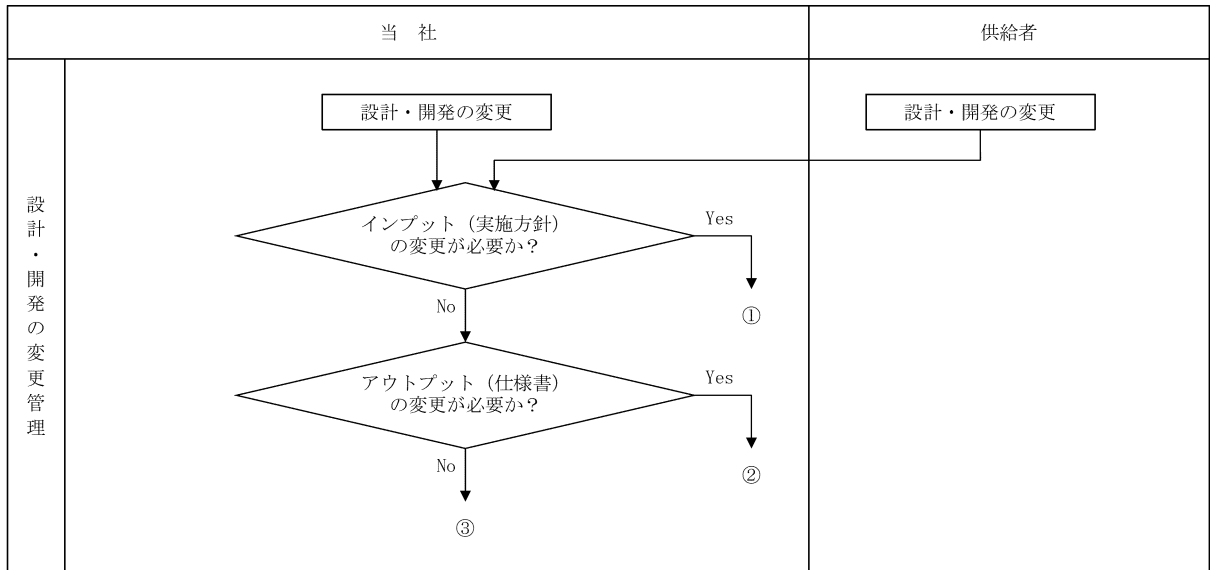 当　社
供給者
設計・開発の変更管理
設計・開発の変更
設計・開発の変更
インプット（実施方針）
の変更が必要か？
Yes
①
No
アウトプット（仕様書）
の変更が必要か？
Yes
②
No
③